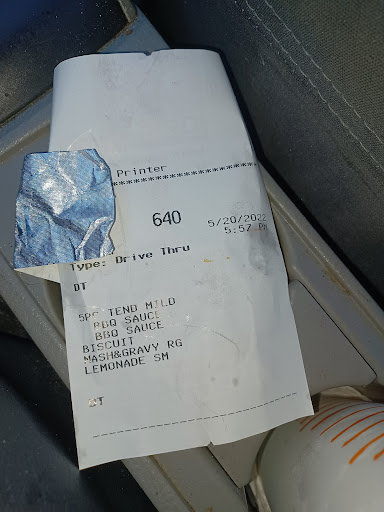 Printer
******************************
640
5/20/2022
5:57 PM
Type: Drive Thru
DT
5PC TEND MILD
BBQ SAUCE
BBQ SAUCE
BISCUIT
MASH&GRAVY RG
LEMONADE SM
DT
------------------------------